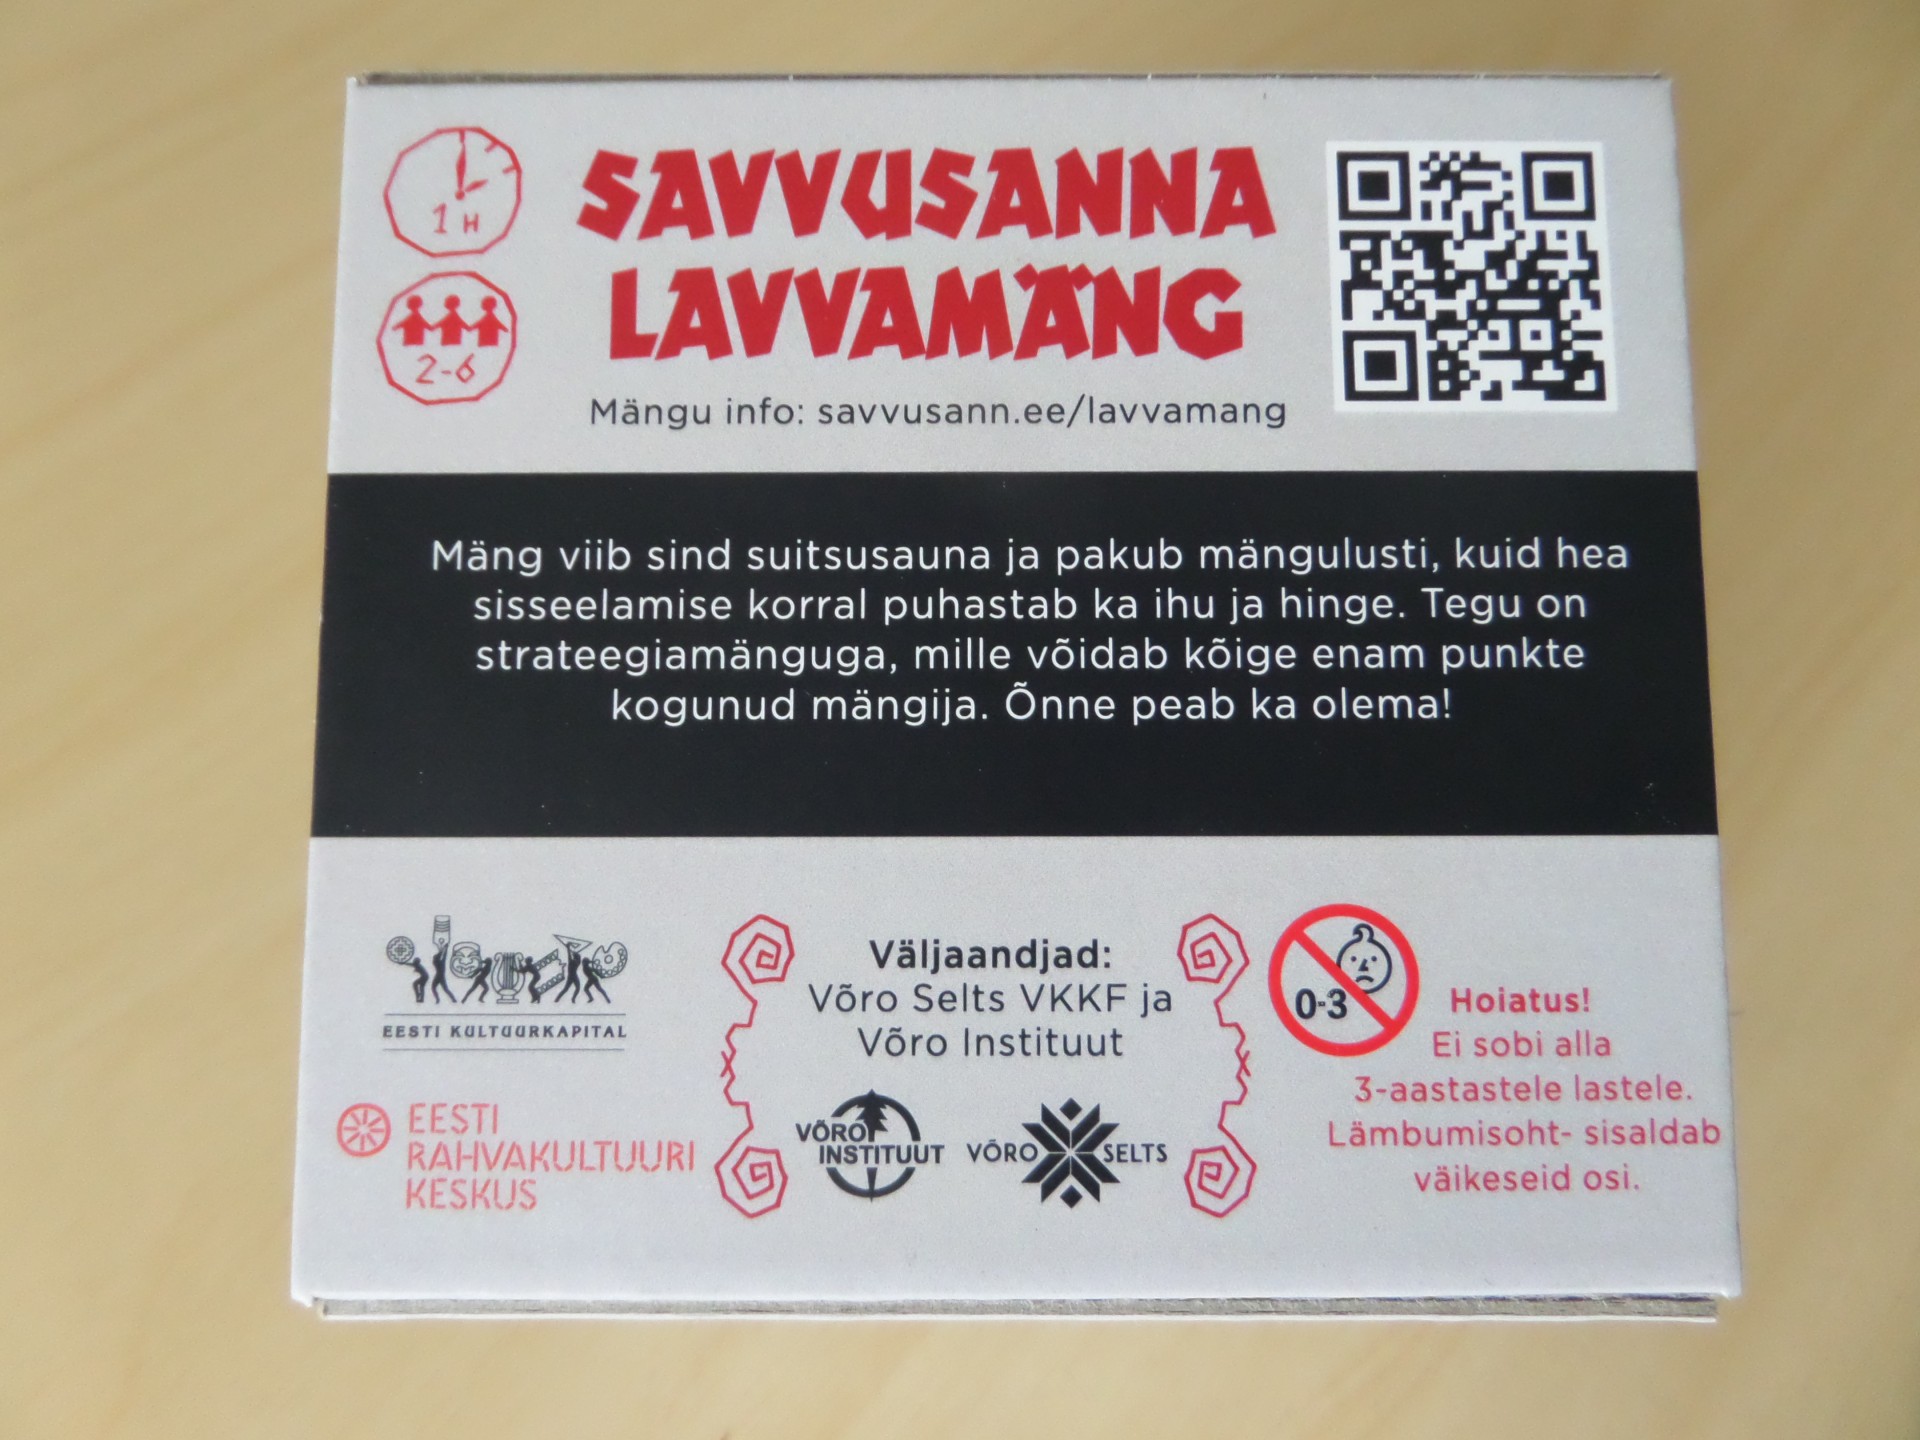 1 H
2-6
SAVVUSANNA
LAVVAMÄNG
Mängu info: savvusann.ee/lavvamang
Mäng viib sind suitsusauna ja pakub mängulusti, kuid hea
sisseelamise korral puhastab ka ihu ja hinge. Tegu on
strateegiamänguga, mille võidab kõige enam punkte
kogunud mängija. Õnne peab ka olema!
EESTI KULTUURKAPITAL
EESTI
RAHVAKULTUURI
KESKUS
Väljaandjad:
Võro Selts VKKF ja
Võro Instituut
VÕRO
INSTITUUT
VÕRO SELTS
0-3
Hoiatus!
Ei sobi alla
3-aastastele lastele.
Lämbumisoht- sisaldab
väikeseid osi.